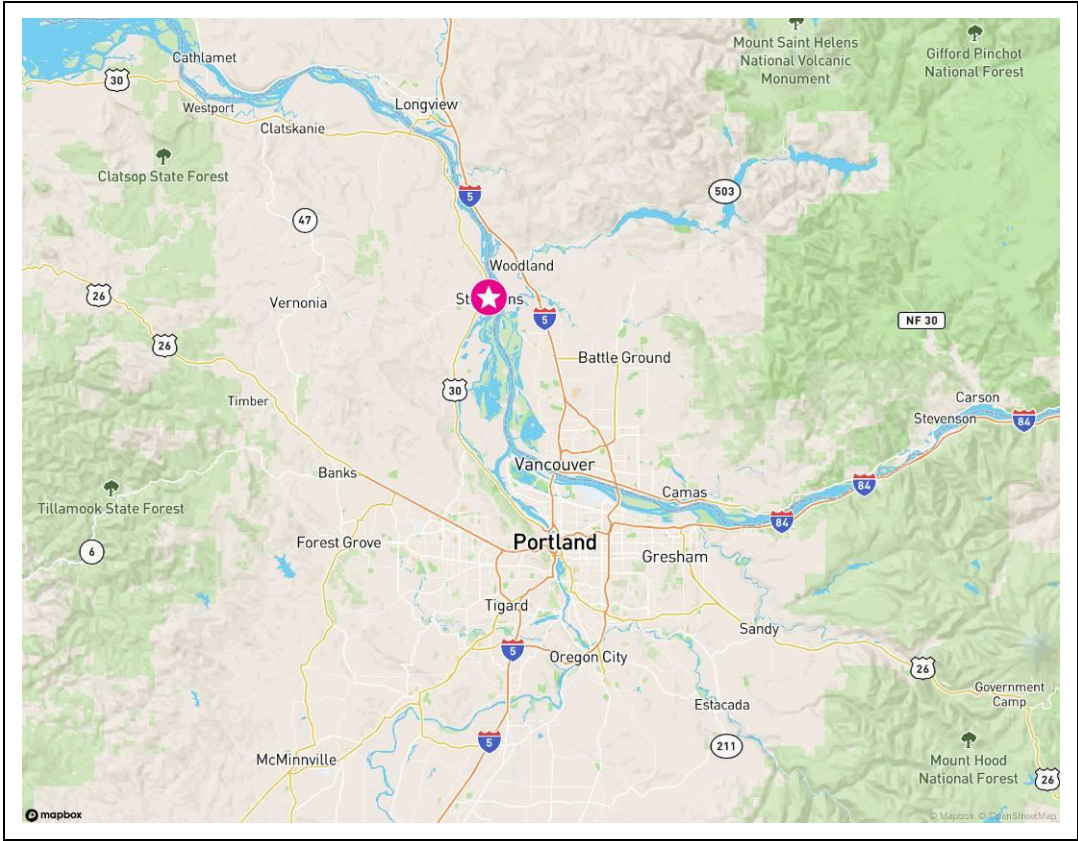 Mount Saint Helens
National Volcanic
Monument
Gifford Pinchot
National Forest
Cathlamet
30
Westport
Longview
Clatskanie
Clatsop State Forest
5
503
47
Woodland
26
Vernonia
5
NF 30
26
Battle Ground
30
Timber
Carson
Stevenson
84
Vancouver
Banks
84
Camas
Tillamook State Forest
84
Portland
6
Forest Grove
Gresham
Tigard
Sandy
5
Oregon City
26
Government
Camp
Estacada
5
211
McMinnville
Mount Hood
National Forest
26
mapbox
© Mapbox, © OpenStreetMap